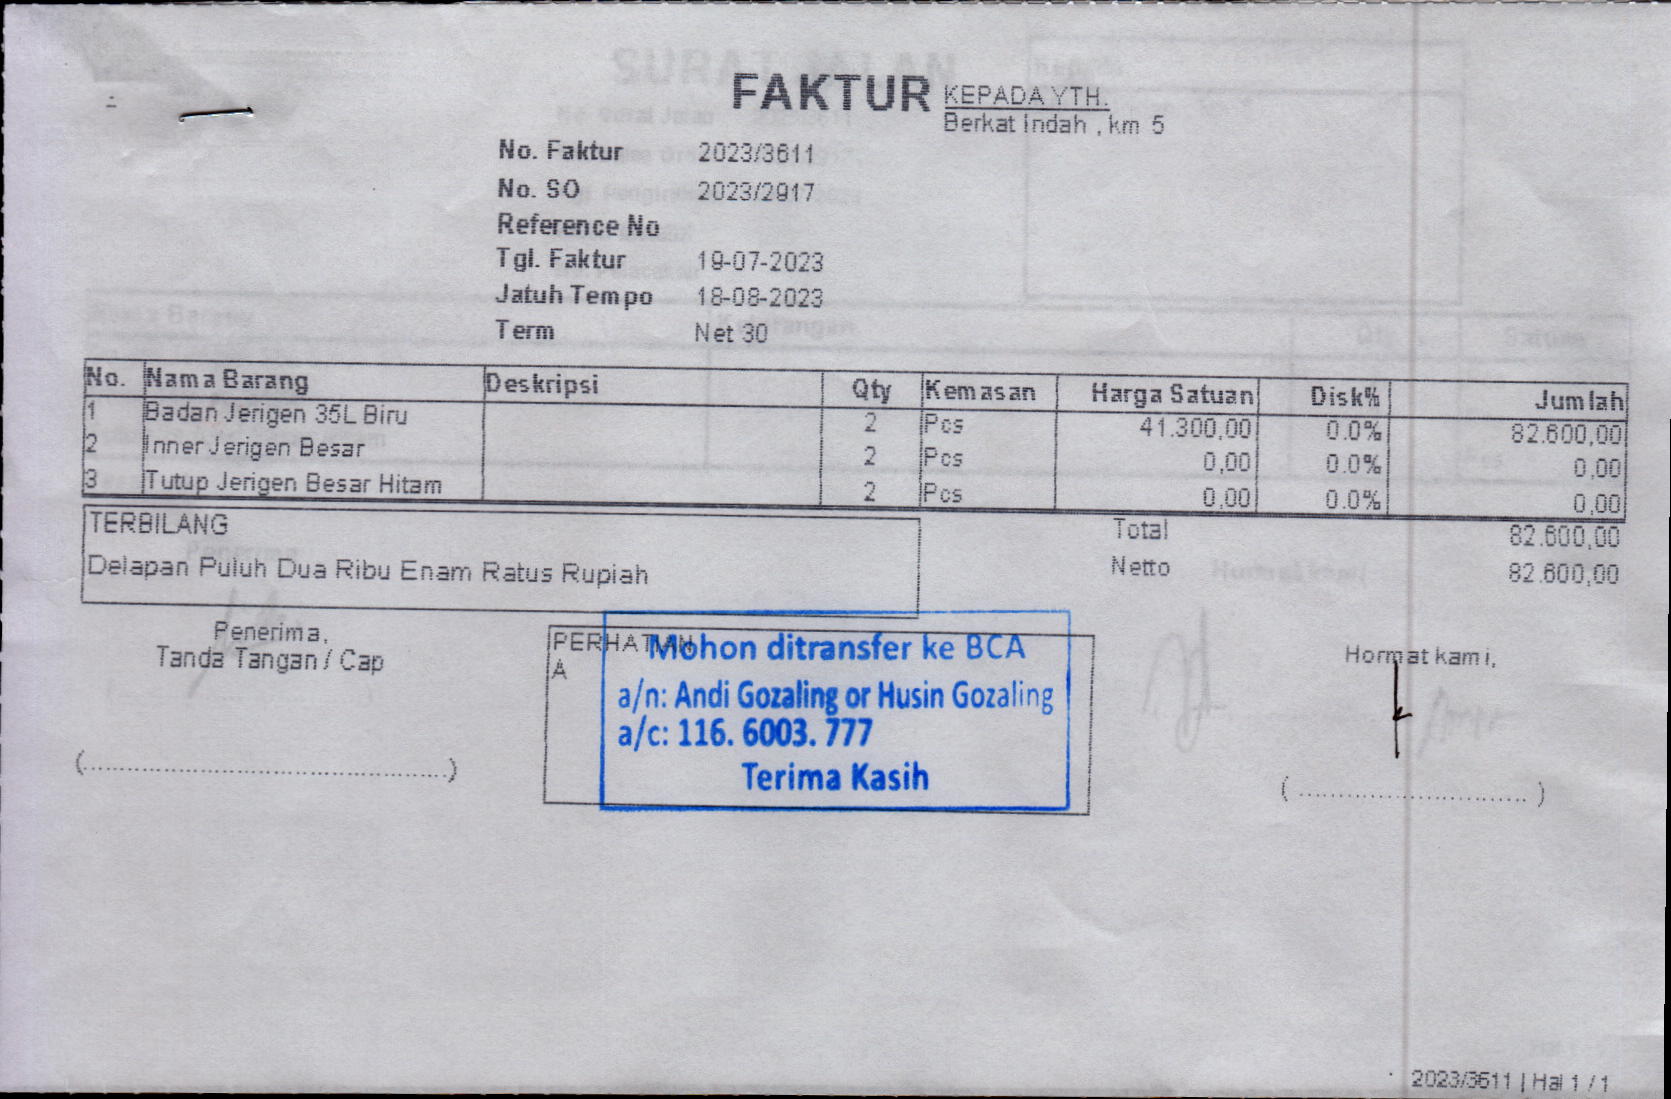 FAKTUR
KEPADA YTH.
Berkat Indah , km 5
No. Faktur 2023/3611
No. SO 2023/2917
Reference No
Tgl. Faktur 19-07-2023
Jatuh Tempo 18-08-2023
Term Net 30
No. Nama Barang Deskripsi Qty Kemasan Harga Satuan Disk% Jumlah
1 Badan Jerigen 35L Biru 2 Pcs 41.300,00 0.0% 82.600,00
2 Inner Jerigen Besar 2 Pcs 0,00 0.0% 0,00
3 Tutup Jerigen Besar Hitam 2 Pcs 0,00 0.0% 0,00
TERBILANG
Delapan Puluh Dua Ribu Enam Ratus Rupiah
Total 82.600,00
Netto 82.600,00
Penerima,
Tanda Tangan / Cap
PERHATIAN
A
Mohon ditransfer ke BCA
a/n: Andi Gozaling or Husin Gozaling
a/c: 116. 6003. 777
Terima Kasih
Hormat kami,
(..............................................)
( ............................ )
2023/3611 | Hal 1 / 1